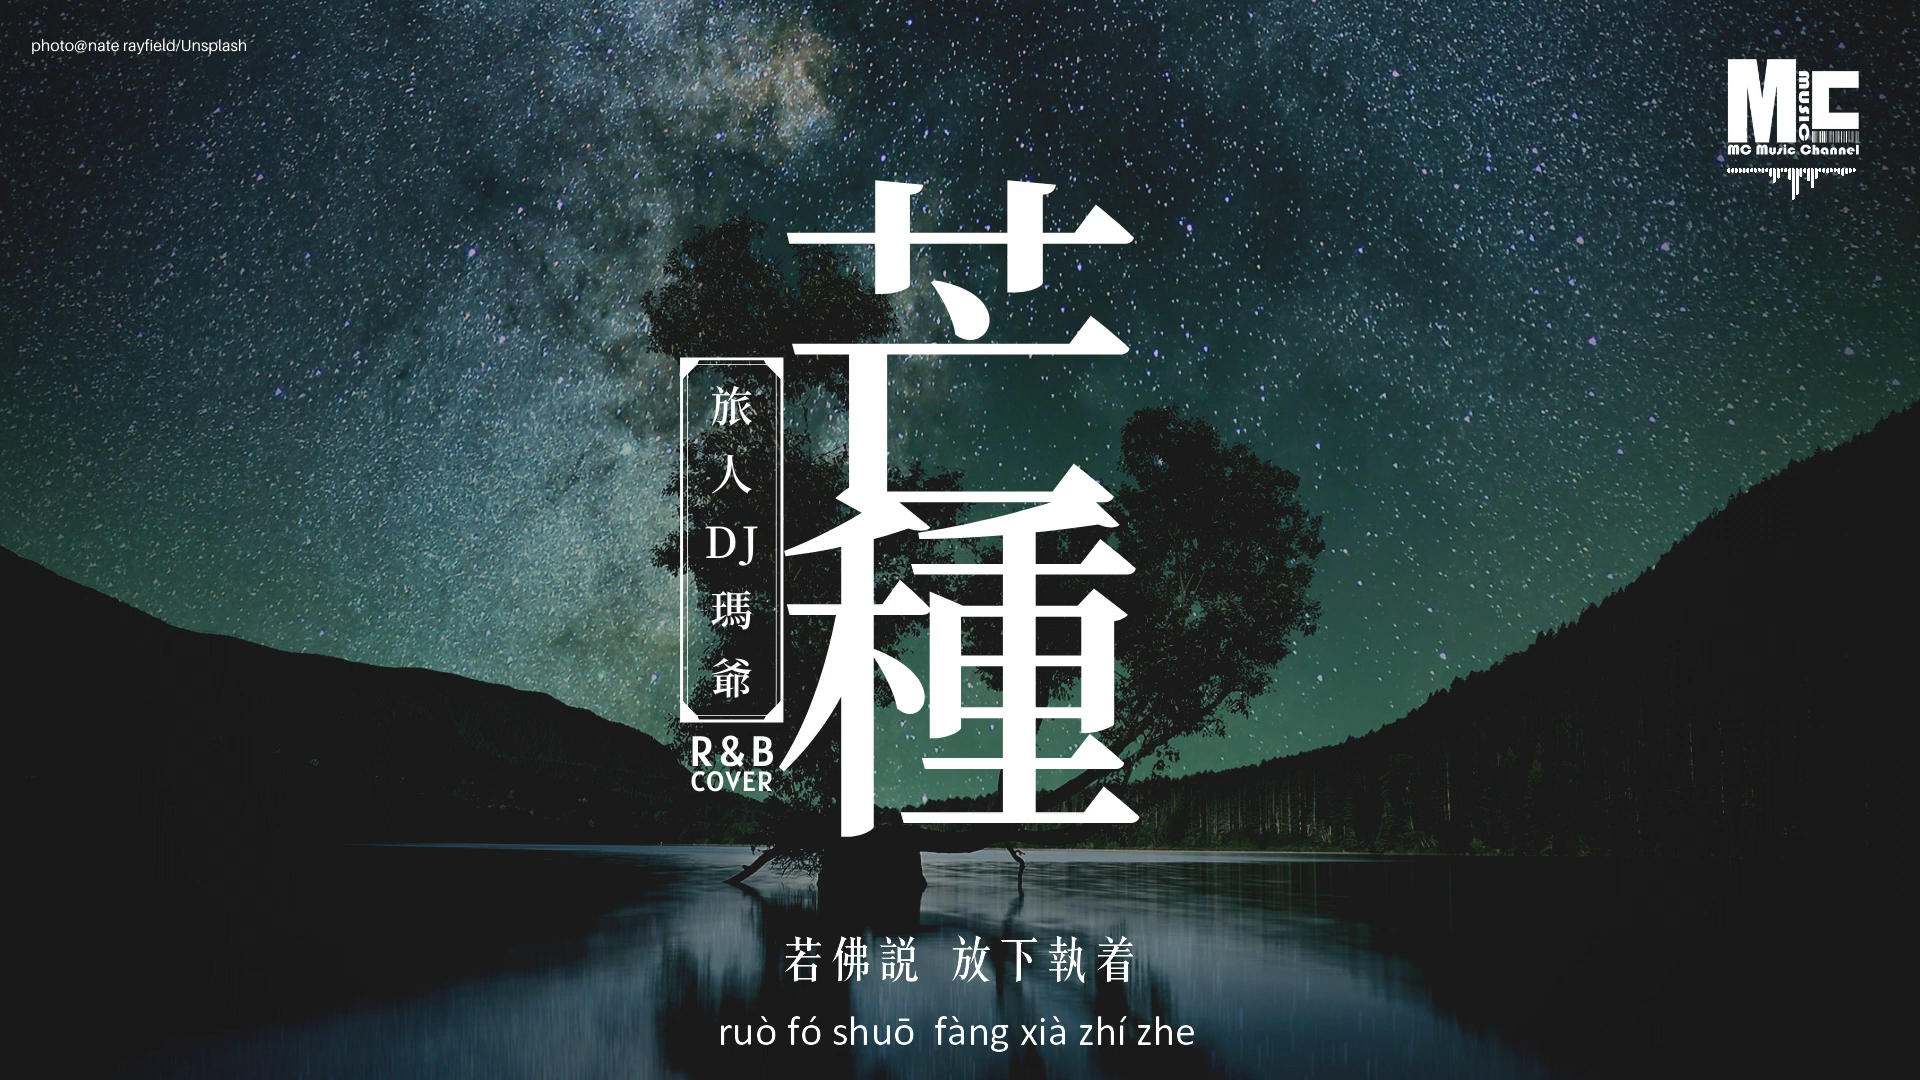 photo@nate rayfield/Unsplash
MC
music
MC Music Channel
芒種
旅人DJ瑪爺
R&B
COVER
若佛説 放下執着
ruò fó shuō fàng xià zhí zhe